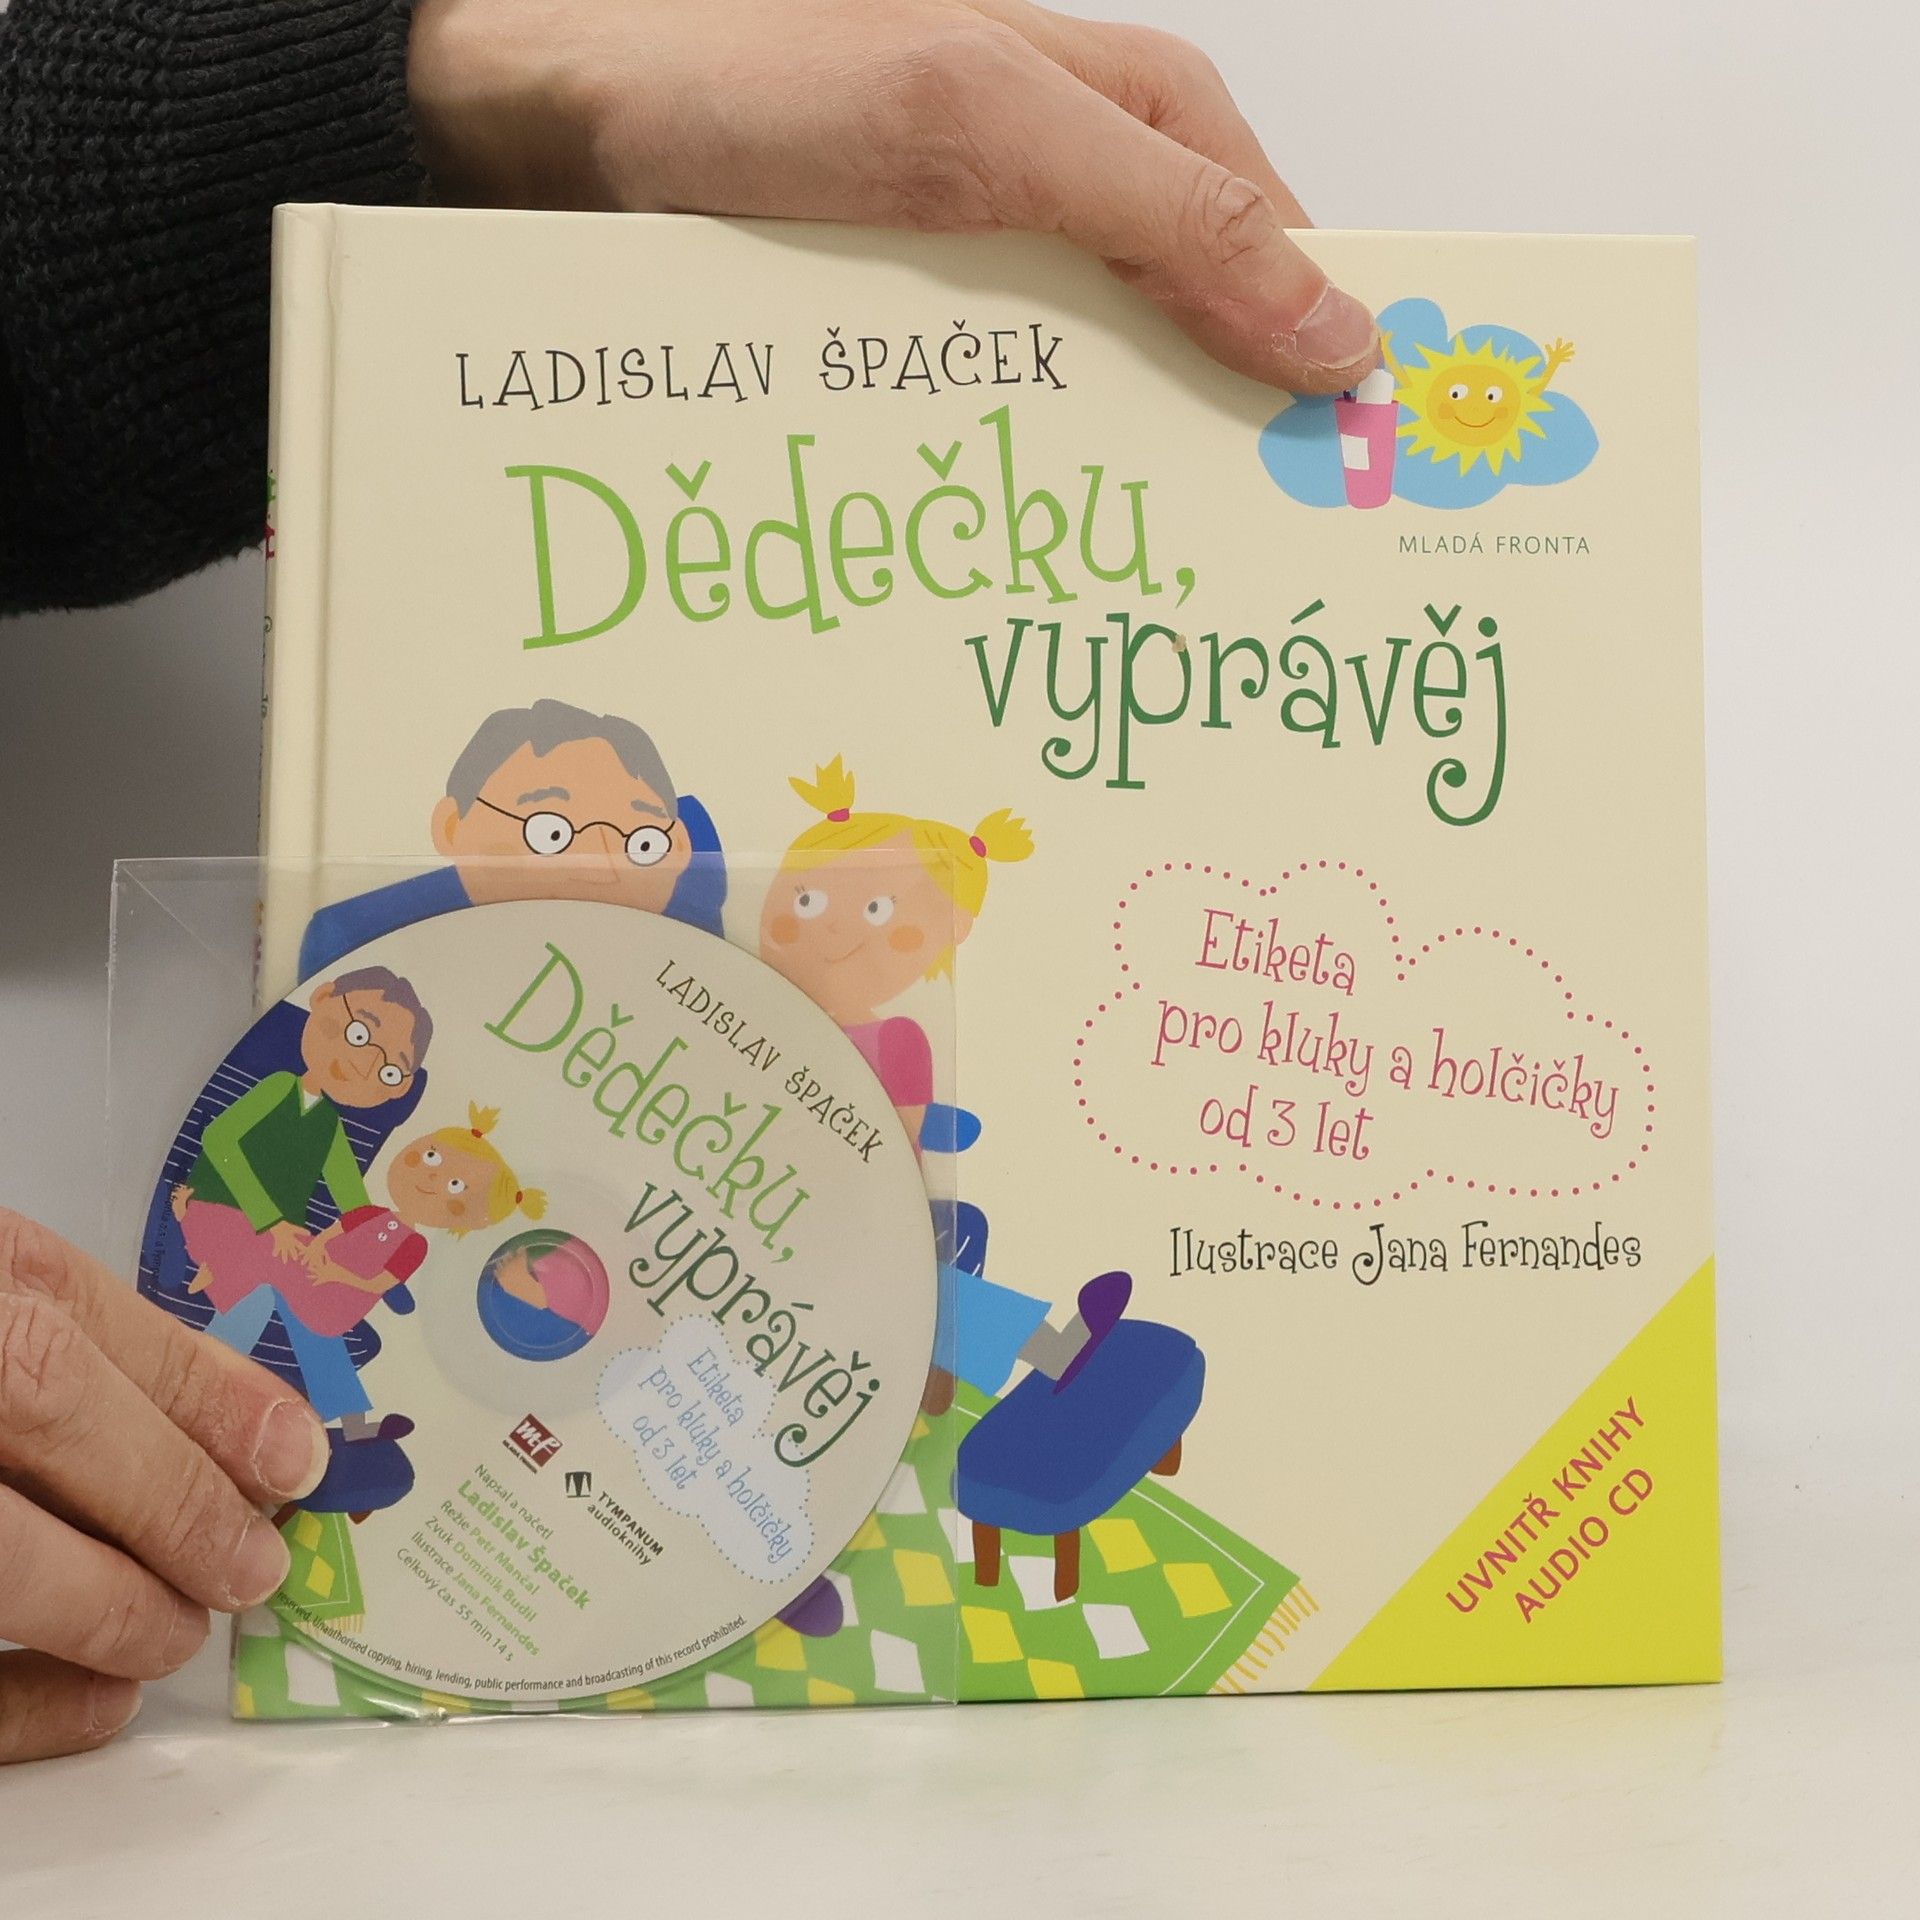 LADISLAV ŠPAČEK
Dědečku,
vyprávěj
MLADÁ FRONTA
Etiketa
pro kluky a holčičky
od 3 let
Ilustrace Jana Fernandes
UVNITŘ KNIHY
AUDIO CD
LADISLAV ŠPAČEK
Dědečku,
vyprávěj
Etiketa
pro kluky a holčičky
od 3 let
mf
MLADÁ FRONTA
TYMPANUM
audioknihy
Napsal a načetl
Ladislav Špaček
Režie Petr Mančal
Zvuk Dominik Budil
Ilustrace Jana Fernandes
Celkový čas 55 min 14 s
reserved. Unauthorised copying, hiring, lending, public performance and broadcasting of this record prohibited.